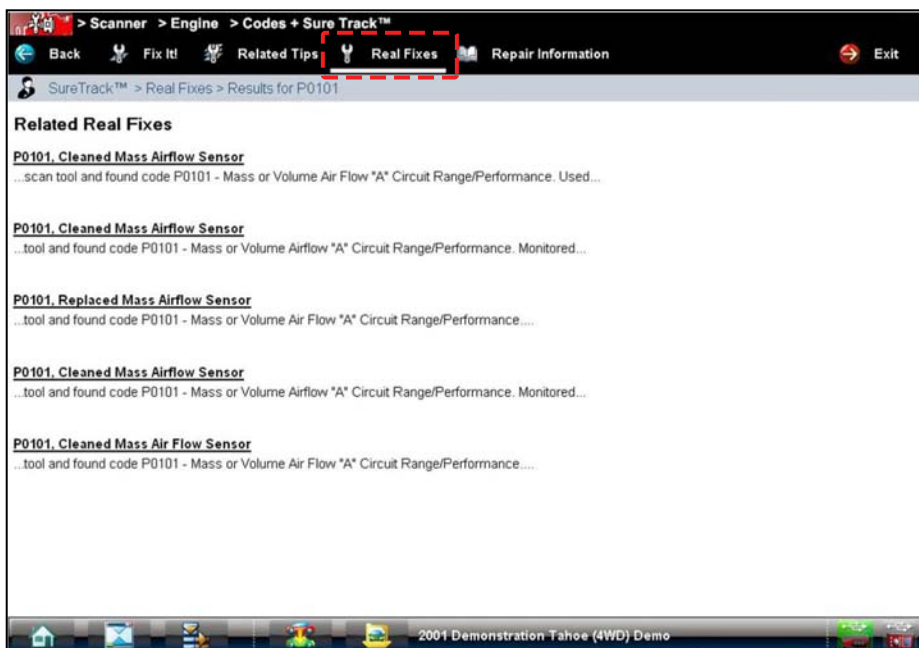 > Scanner > Engine > Codes + Sure Track™
Back Fix It! Related Tips Real Fixes Repair Information Exit
SureTrack™ > Real Fixes > Results for P0101
Related Real Fixes
P0101, Cleaned Mass Airflow Sensor
...scan tool and found code P0101 - Mass or Volume Air Flow "A" Circuit Range/Performance. Used...
P0101, Cleaned Mass Airflow Sensor
...tool and found code P0101 - Mass or Volume Airflow "A" Circuit Range/Performance. Monitored...
P0101, Replaced Mass Airflow Sensor
...tool and found code P0101 - Mass or Volume Air Flow "A" Circuit Range/Performance....
P0101, Cleaned Mass Airflow Sensor
...tool and found code P0101 - Mass or Volume Airflow "A" Circuit Range/Performance. Monitored...
P0101, Cleaned Mass Air Flow Sensor
...tool and found code P0101 - Mass or Volume Air Flow "A" Circuit Range/Performance....
2001 Demonstration Tahoe (4WD) Demo